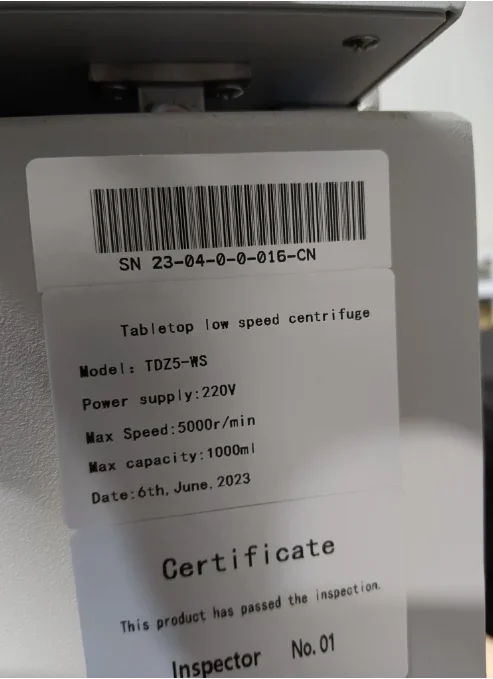 SN 23-04-0-0-016-CN
Tabletop low speed centrifuge
Model: TDZ5-WS
Power supply:220V
Max Speed:5000r/min
Max capacity:1000ml
Date:6th,June.2023
Certificate
This product has passed the inspection.
Inspector No.01